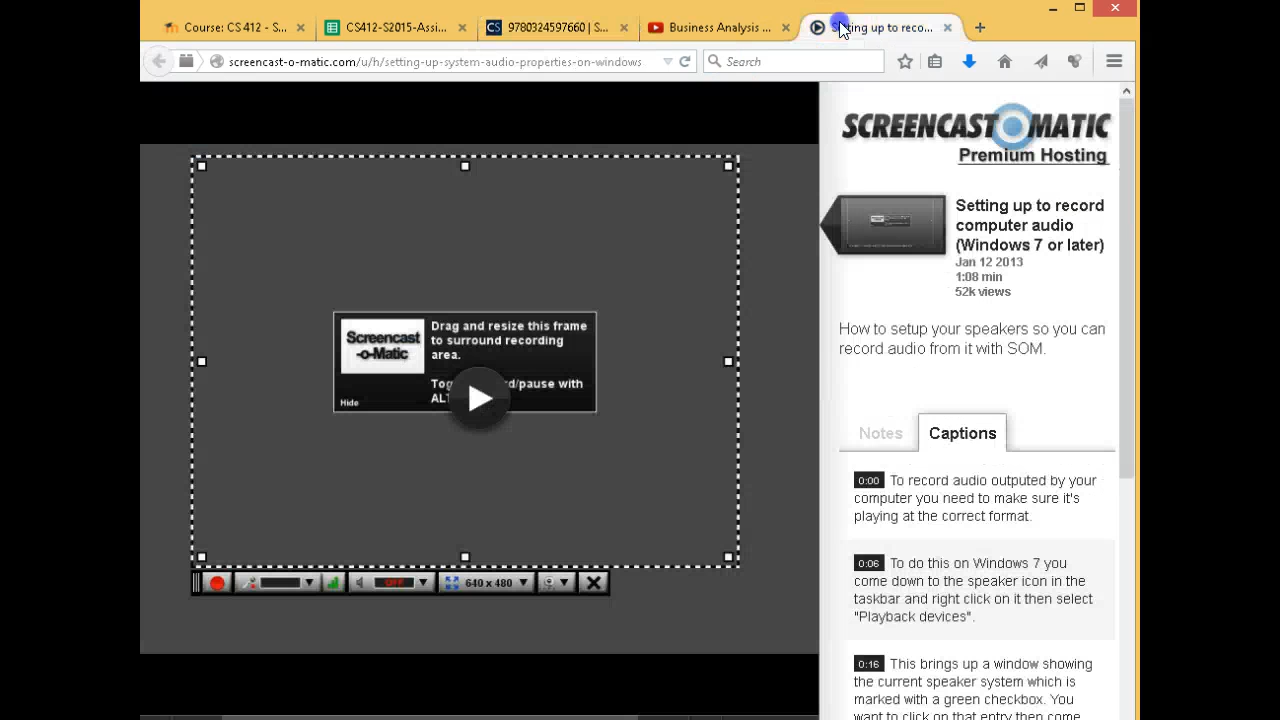 Course: CS 412 - S...
CS412-S2015-Assi...
CS 9780324597660 | S...
Business Analysis ...
ing up to reco...
screencast-o-matic.com/u/h/setting-up-system-audio-properties-on-windows
Search
SCREENCAST O MATIC
Premium Hosting
Setting up to record
computer audio
(Windows 7 or later)
Jan 12 2013
1:08 min
52k views
How to setup your speakers so you can
record audio from it with SOM.
Screencast
-o-Matic
Drag and resize this frame
to surround recording
area.
rd/pause with
Hide
OFF
640 x 480
Notes
Captions
0:00 To record audio outputed by your
computer you need to make sure it's
playing at the correct format.
0:06 To do this on Windows 7 you
come down to the speaker icon in the
taskbar and right click on it then select
"Playback devices".
0:16 This brings up a window showing
the current speaker system which is
marked with a green checkbox. You
want to click on that entry then come